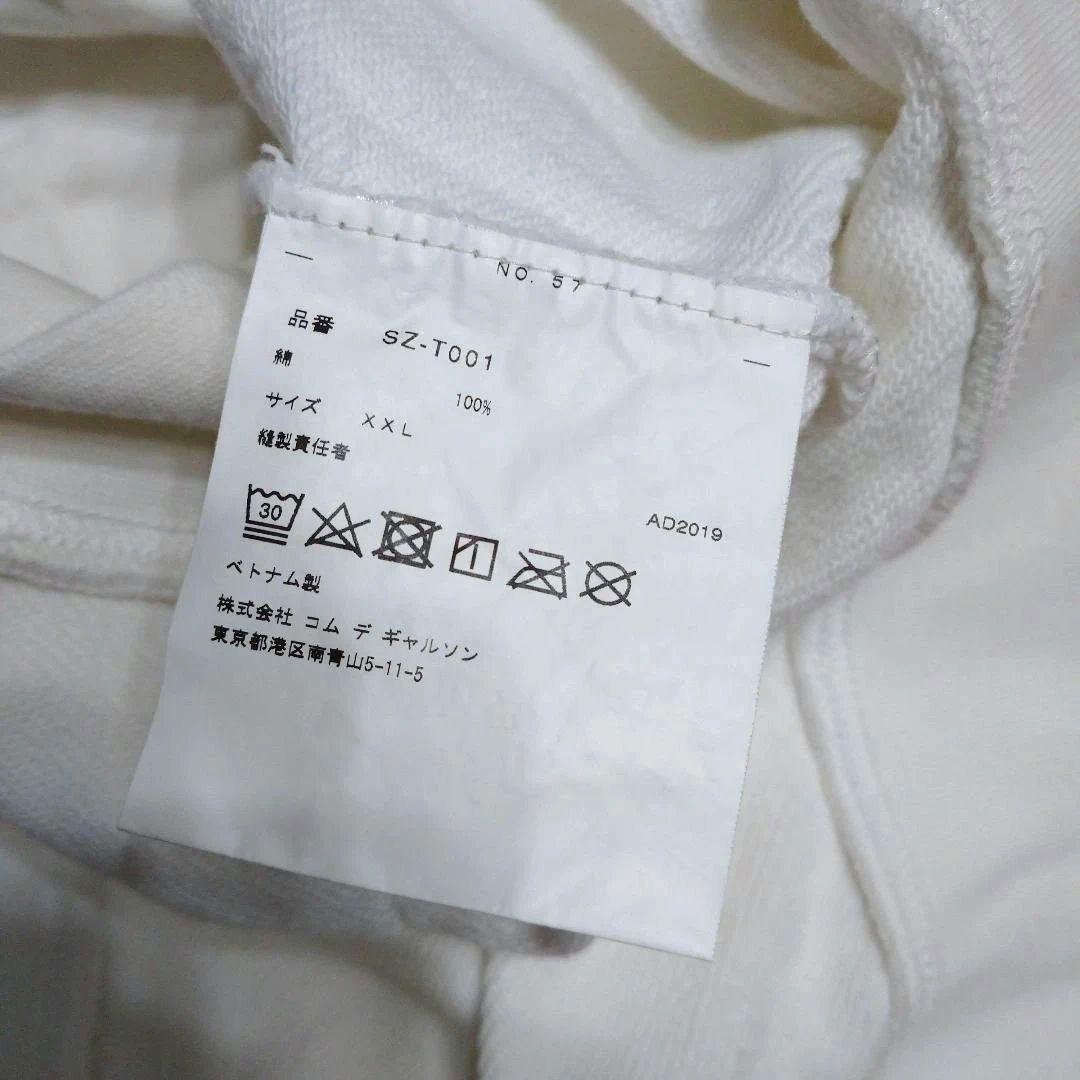 NO. 57
品番 SZ-T001
綿 100%
サイズ XXL
縫製責任者
AD2019
30
ベトナム製
株式会社 コム デ ギャルソン
東京都港区南青山5-11-5